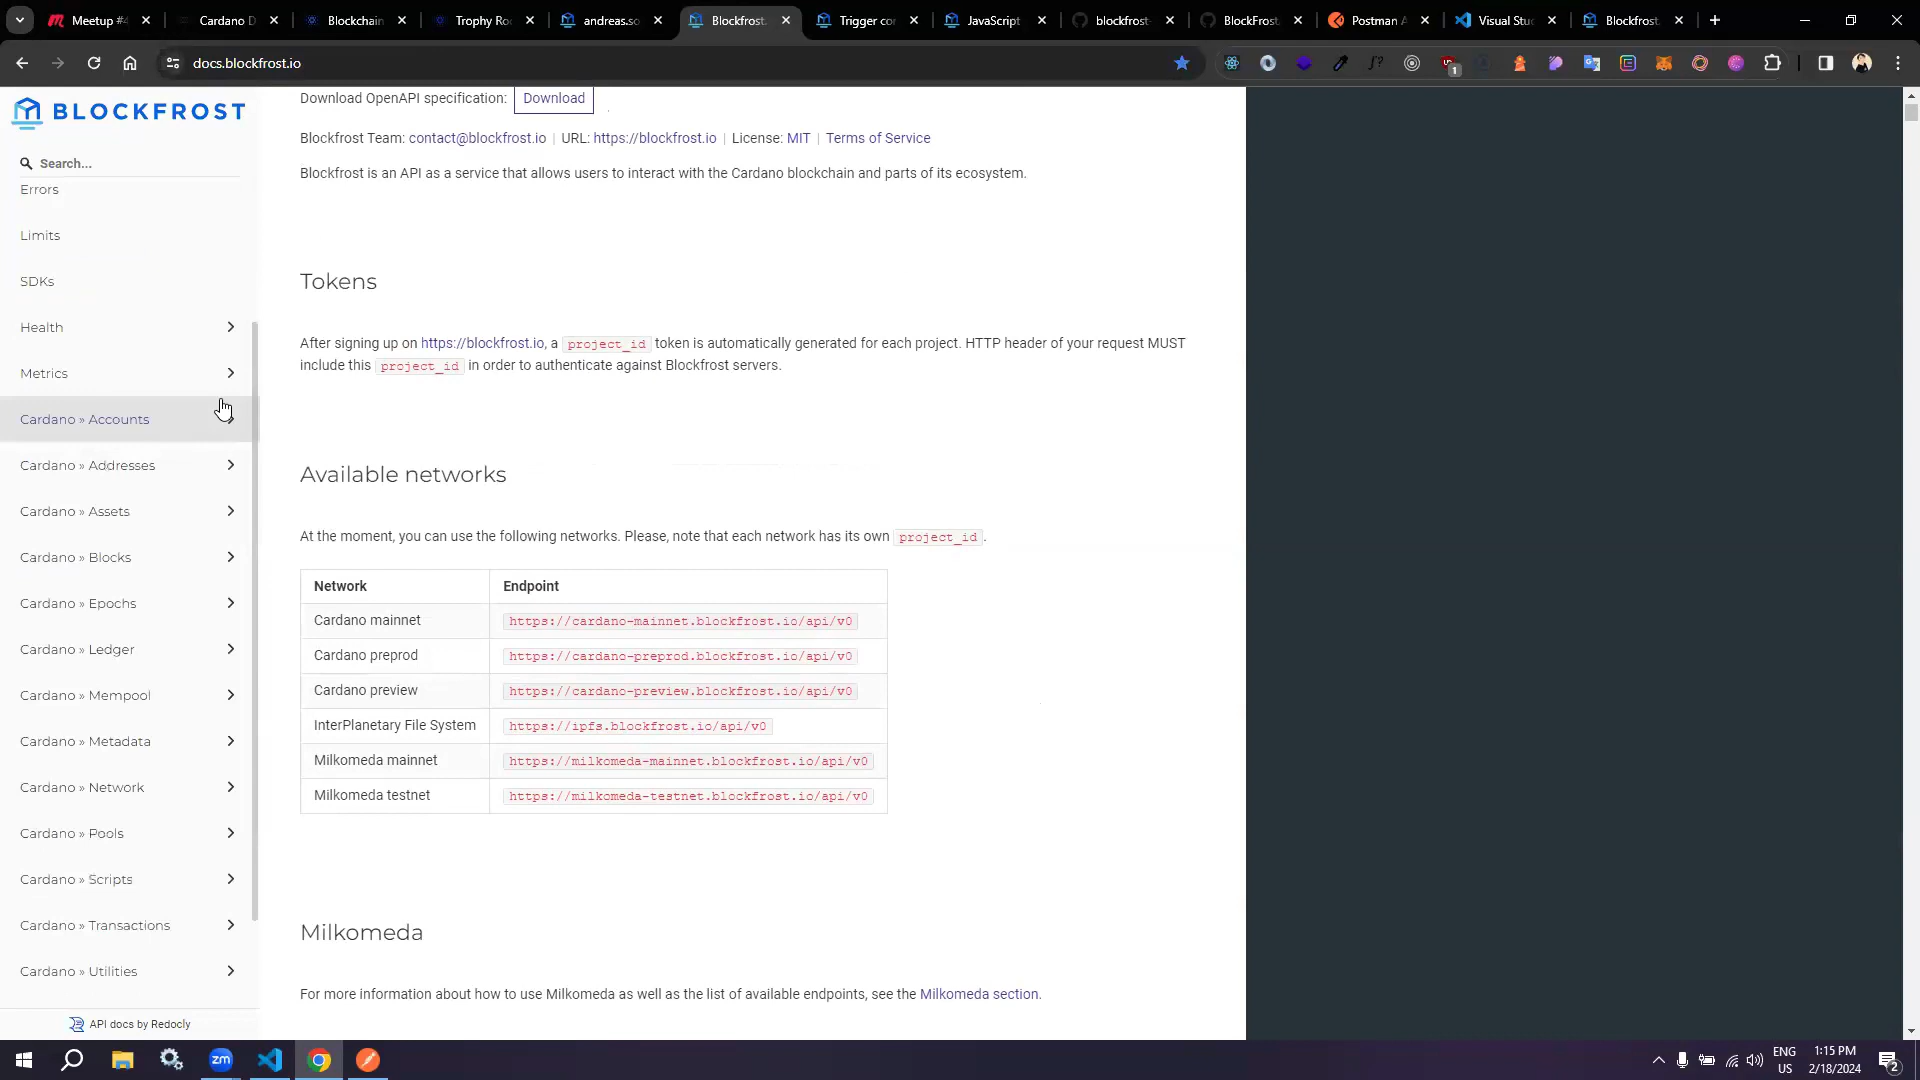 Meetup #4
Cardano D
Blockchain
Trophy Ro
andreas.so
Blockfrost.
Trigger co
JavaScript
blockfrost-
BlockFrost
Postman A
Visual Stu
Blockfrost.
docs.blockfrost.io
1
BLOCKFROST
Search...
Errors
Limits
SDKs
Health
Metrics
Cardano » Accounts
Cardano » Addresses
Cardano » Assets
Cardano » Blocks
Cardano » Epochs
Cardano » Ledger
Cardano » Mempool
Cardano » Metadata
Cardano » Network
Cardano » Pools
Cardano » Scripts
Cardano » Transactions
Cardano » Utilities
API docs by Redocly
Download OpenAPI specification: Download
Blockfrost Team: contact@blockfrost.io | URL: https://blockfrost.io | License: MIT | Terms of Service
Blockfrost is an API as a service that allows users to interact with the Cardano blockchain and parts of its ecosystem.
Tokens
After signing up on https://blockfrost.io, a project_id token is automatically generated for each project. HTTP header of your request MUST
include this project_id in order to authenticate against Blockfrost servers.
Available networks
At the moment, you can use the following networks. Please, note that each network has its own project_id.
Network Endpoint
Cardano mainnet https://cardano-mainnet.blockfrost.io/api/v0
Cardano preprod https://cardano-preprod.blockfrost.io/api/v0
Cardano preview https://cardano-preview.blockfrost.io/api/v0
InterPlanetary File System https://ipfs.blockfrost.io/api/v0
Milkomeda mainnet https://milkomeda-mainnet.blockfrost.io/api/v0
Milkomeda testnet https://milkomeda-testnet.blockfrost.io/api/v0
Milkomeda
For more information about how to use Milkomeda as well as the list of available endpoints, see the Milkomeda section.
zm
ENG
US
1:15 PM
2/18/2024
2